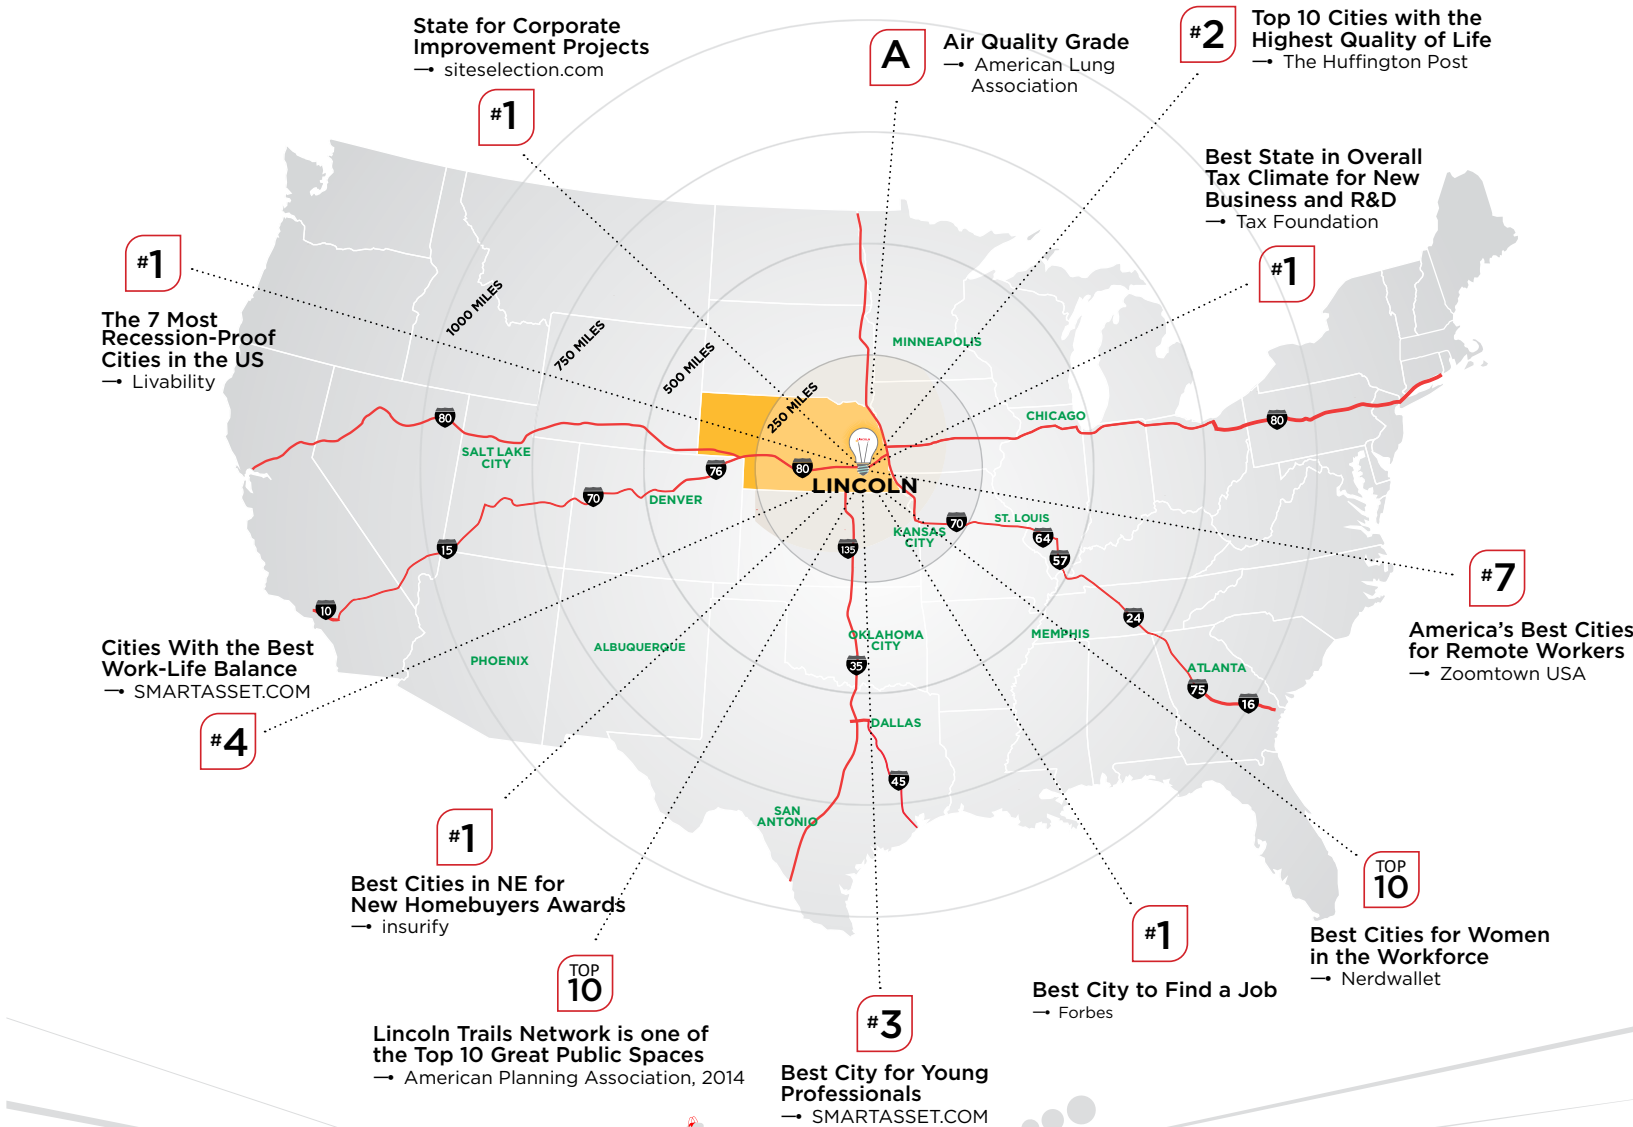 State for Corporate
Improvement Projects
siteselection.com
#1
A
Air Quality Grade
American Lung
Association
#2
Top 10 Cities with the
Highest Quality of Life
The Huffington Post
Best State in Overall
Tax Climate for New
Business and R&D
Tax Foundation
#1
#1
The 7 Most
Recession-Proof
Cities in the US
Livability
1000 MILES
750 MILES
500 MILES
250 MILES
MINNEAPOLIS
CHICAGO
80
80
SALT LAKE
CITY
76
80
LINCOLN
70
DENVER
KANSAS
CITY
70
ST. LOUIS
64
57
15
135
10
24
OKLAHOMA
CITY
MEMPHIS
ALBUQUERQUE
PHOENIX
35
ATLANTA
75
16
DALLAS
45
SAN
ANTONIO
#7
America's Best Cities
for Remote Workers
Zoomtown USA
Cities With the Best
Work-Life Balance
SMARTASSET.COM
#4
#1
Best Cities in NE for
New Homebuyers Awards
insurify
TOP
10
Lincoln Trails Network is one of
the Top 10 Great Public Spaces
American Planning Association, 2014
#3
Best City for Young
Professionals
SMARTASSET.COM
#1
Best City to Find a Job
Forbes
TOP
10
Best Cities for Women
in the Workforce
Nerdwallet